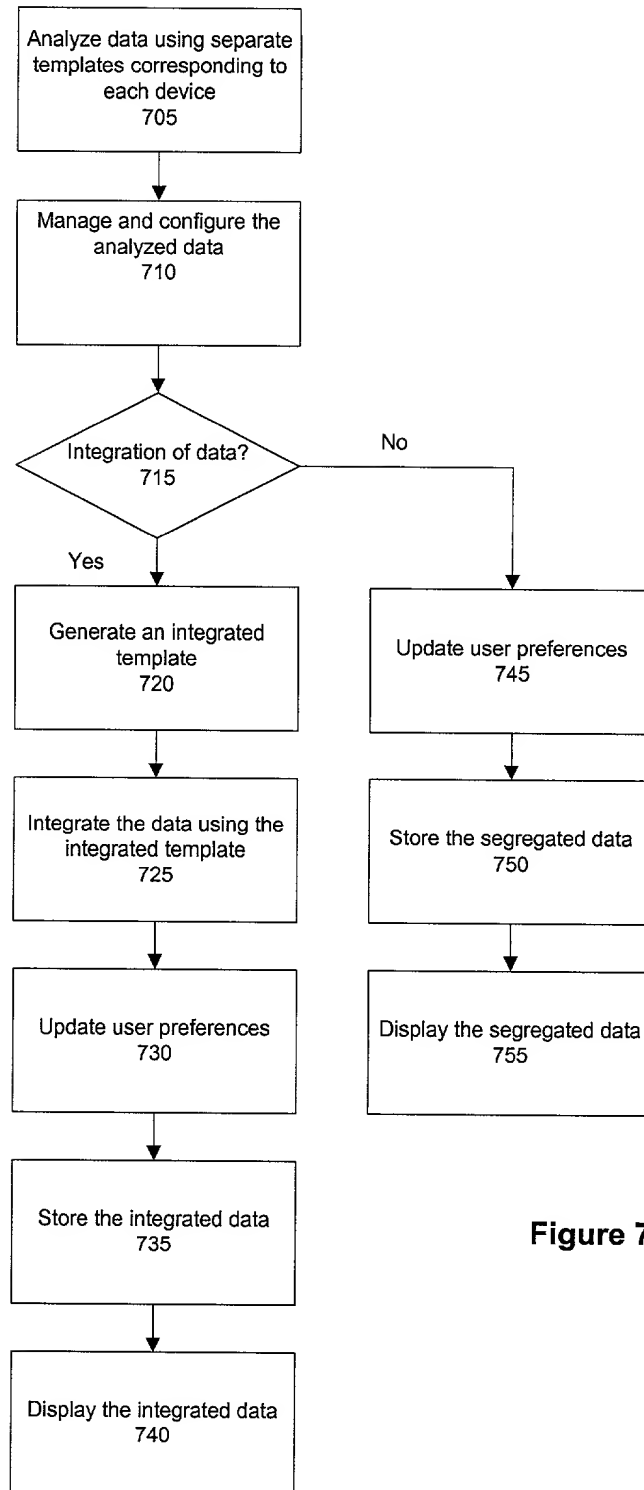 Analyze data using separate
templates corresponding to
each device
705
Manage and configure the
analyzed data
710
Integration of data?
715
No
Yes
Generate an integrated
template
720
Update user preferences
745
Integrate the data using the
integrated template
725
Store the segregated data
750
Update user preferences
730
Display the segregated data
755
Store the integrated data
735
Figure 7
Display the integrated data
740